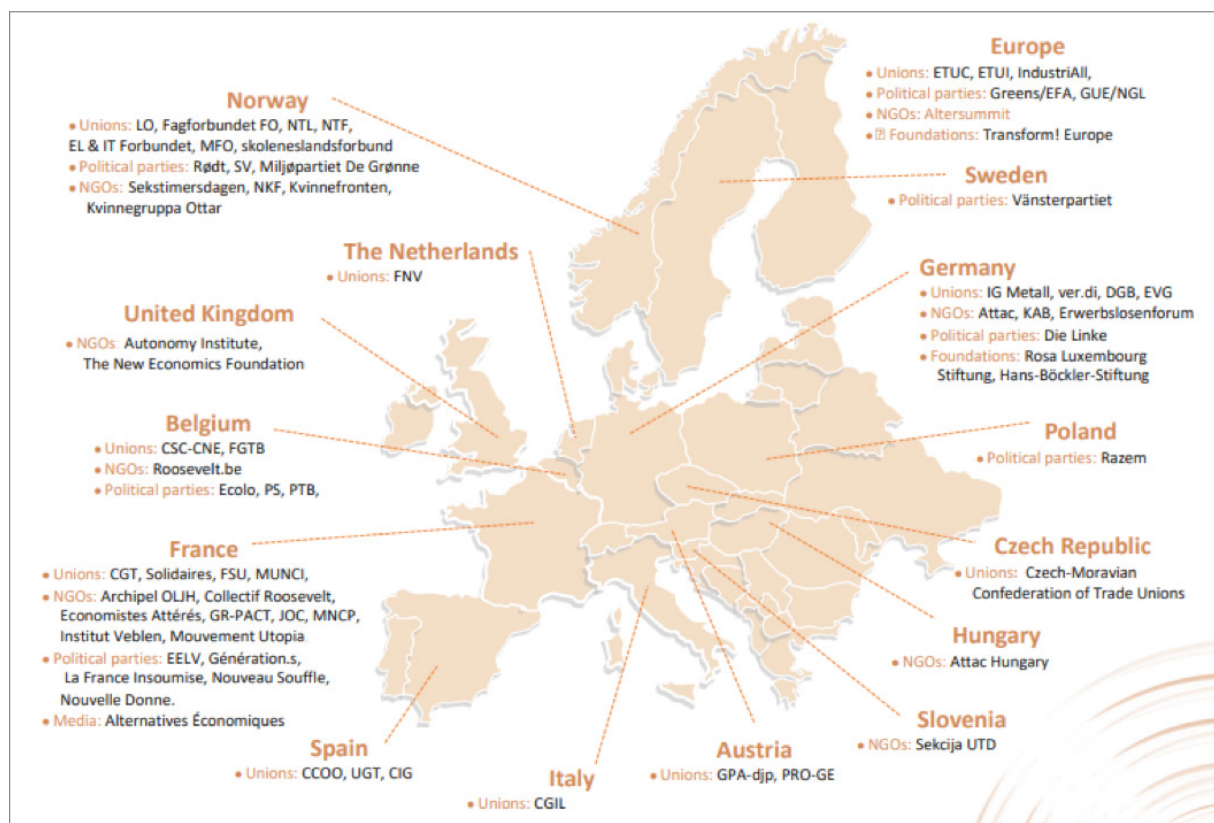 Europe
• Unions: ETUC, ETUI, IndustriAll,
• Political parties: Greens/EFA, GUE/NGL
• NGOs: Altersummit
• Foundations: Transform! Europe
Norway
• Unions: LO, Fagforbundet FO, NTL, NTF,
EL & IT Forbundet, MFO, skoleneslandsforbund
• Political parties: Rødt, SV, Miljøpartiet De Grønne
• NGOs: Sekstimersdagen, NKF, Kvinnefronten,
Kvinnegruppa Ottar
Sweden
• Political parties: Vänsterpartiet
The Netherlands
• Unions: FNV
Germany
• Unions: IG Metall, ver.di, DGB, EVG
• NGOs: Attac, KAB, Erwerbslosenforum
• Political parties: Die Linke
• Foundations: Rosa Luxembourg
Stiftung, Hans-Böckler-Stiftung
United Kingdom
• NGOs: Autonomy Institute,
The New Economics Foundation
Belgium
• Unions: CSC-CNE, FGTB
• NGOs: Roosevelt.be
• Political parties: Ecolo, PS, PTB,
Poland
• Political parties: Razem
France
• Unions: CGT, Solidaires, FSU, MUNCI,
• NGOs: Archipel OLJH, Collectif Roosevelt,
Economistes Attérés, GR-PACT, JOC, MNCP,
Institut Veblen, Mouvement Utopia
• Political parties: EELV, Génération.s,
La France Insoumise, Nouveau Souffle,
Nouvelle Donne.
• Media: Alternatives Économiques
Czech Republic
• Unions: Czech-Moravian
Confederation of Trade Unions
Hungary
• NGOs: Attac Hungary
Slovenia
• NGOs: Sekcija UTD
Spain
• Unions: CCOO, UGT, CIG
Italy
• Unions: CGIL
Austria
• Unions: GPA-djp, PRO-GE